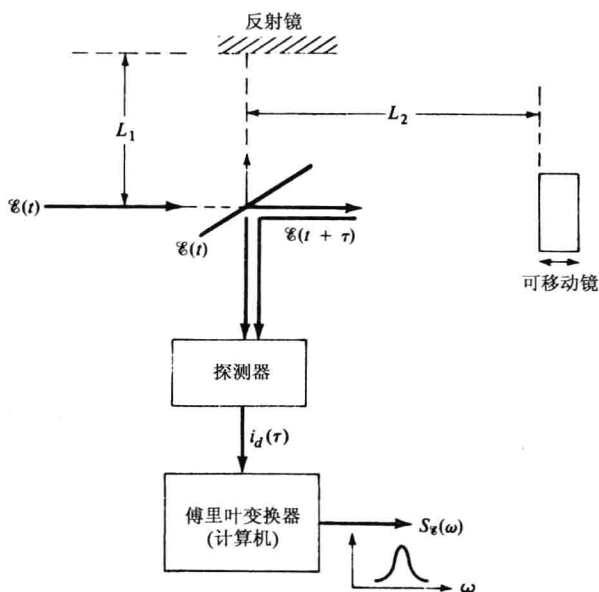 反射镜
L₁
L₂
ℰ(t)
ℰ(t)
ℰ(t + τ)
可移动镜
探测器
i_d(τ)
傅里叶变换器
(计算机)
S_ℰ(ω)
ω